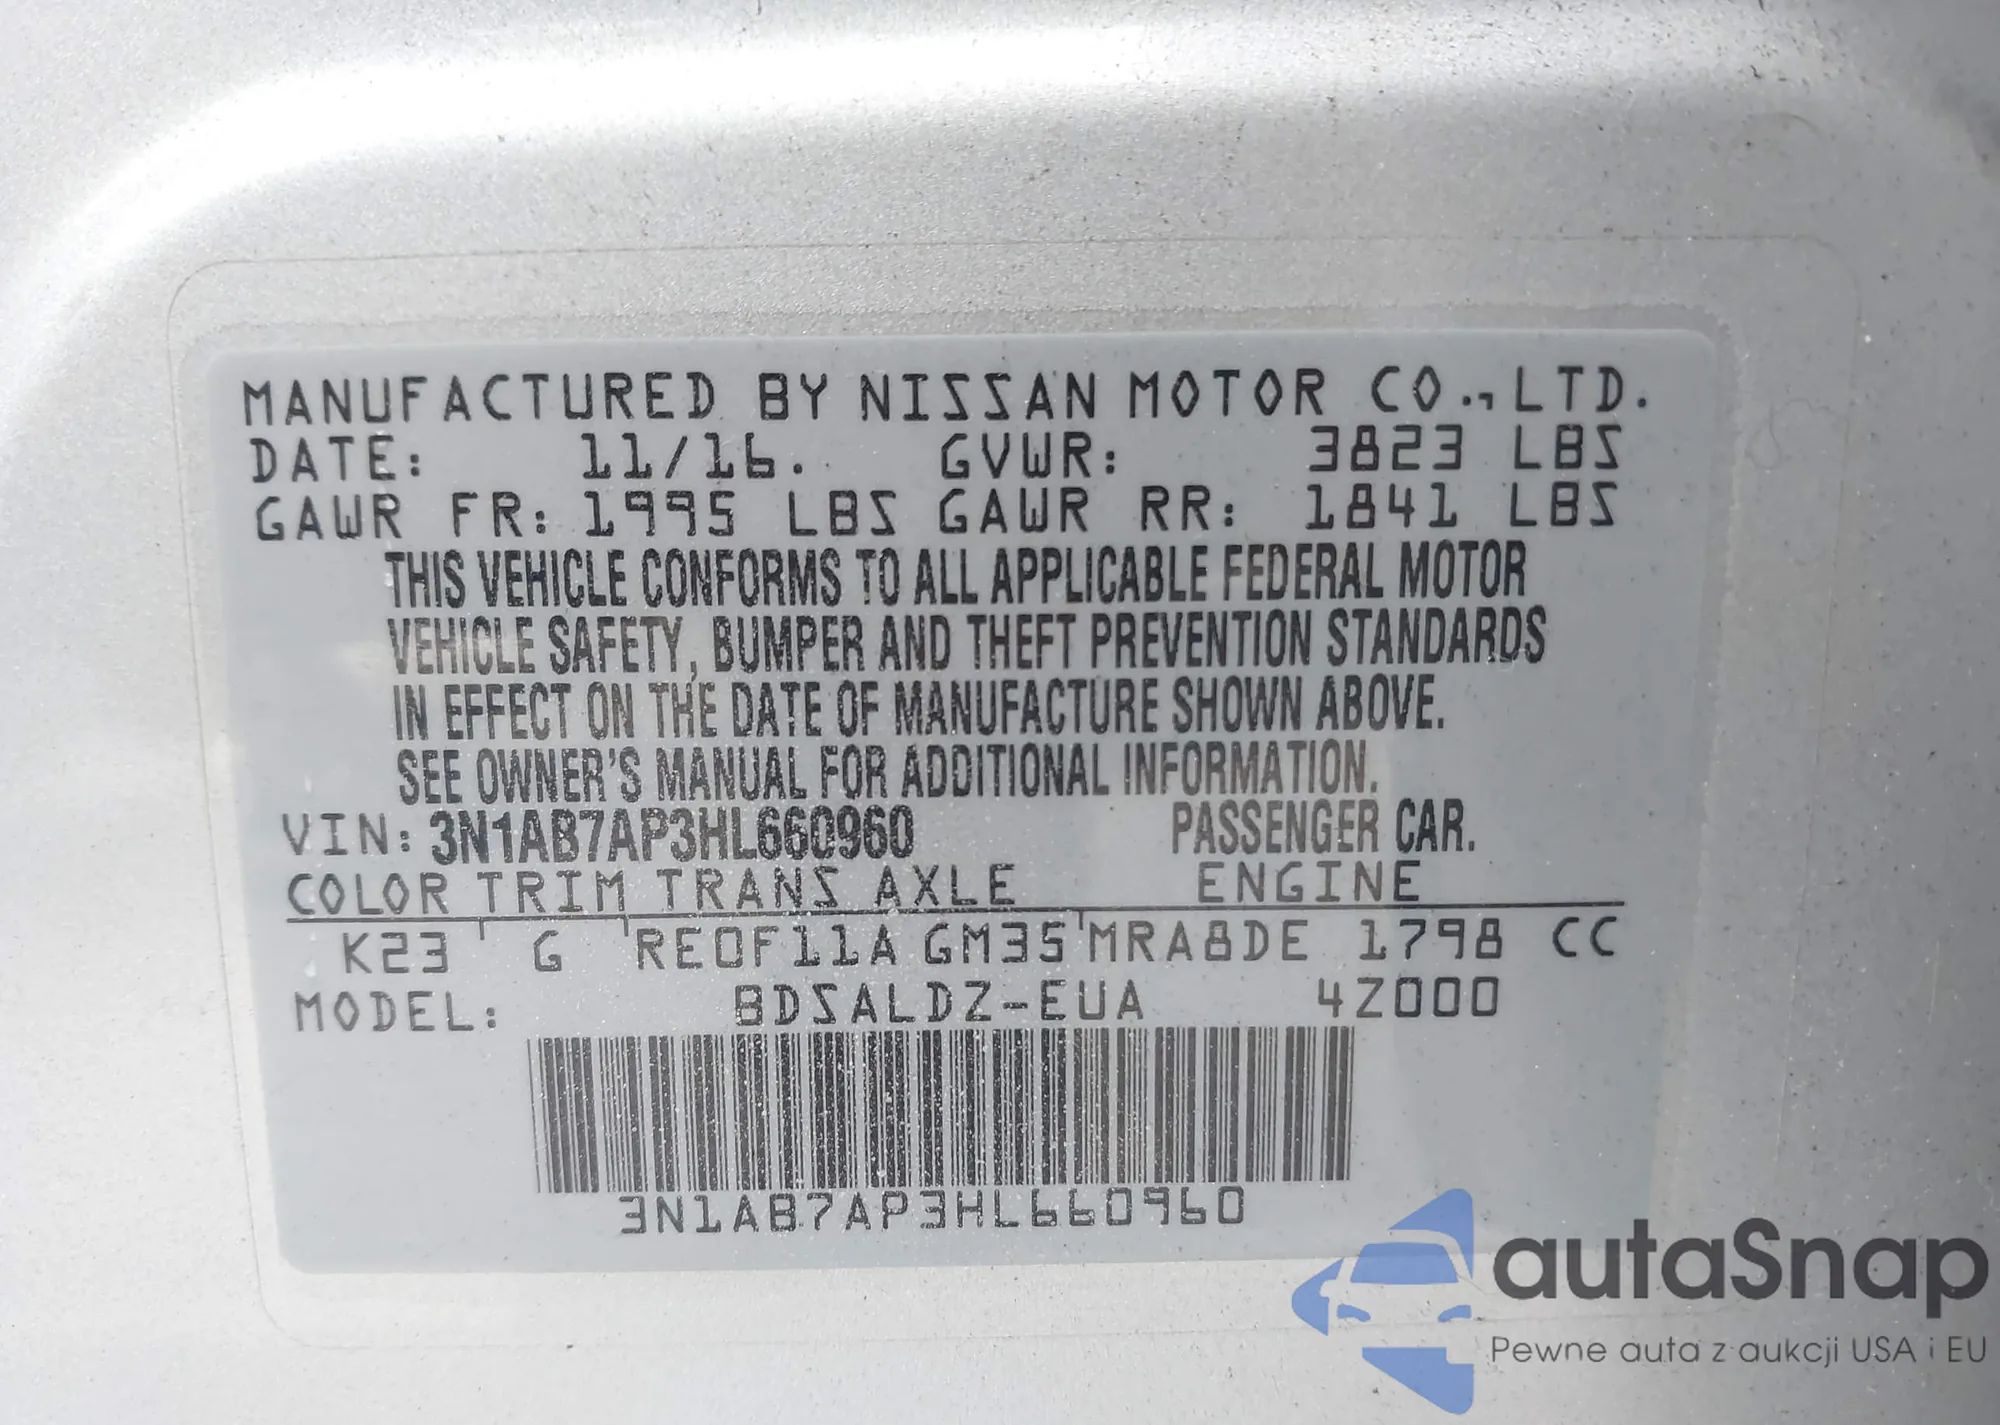 MANUFACTURED BY NISSAN MOTOR CO., LTD.
DATE: 11/16. GVWR: 3823 LBS
GAWR FR: 1995 LBS GAWR RR: 1841 LBS
THIS VEHICLE CONFORMS TO ALL APPLICABLE FEDERAL MOTOR
VEHICLE SAFETY, BUMPER AND THEFT PREVENTION STANDARDS
IN EFFECT ON THE DATE OF MANUFACTURE SHOWN ABOVE.
SEE OWNER'S MANUAL FOR ADDITIONAL INFORMATION.
VIN: 3N1AB7AP3HL660960 PASSENGER CAR.
COLOR TRIM TRANS AXLE ENGINE
K23 G RE0F11A GM35 MRA8DE 1798 CC
MODEL: BDSALDZ-EUA 4Z000
3N1AB7AP3HL660960
autaSnap
Pewne auta z aukcji USA i EU